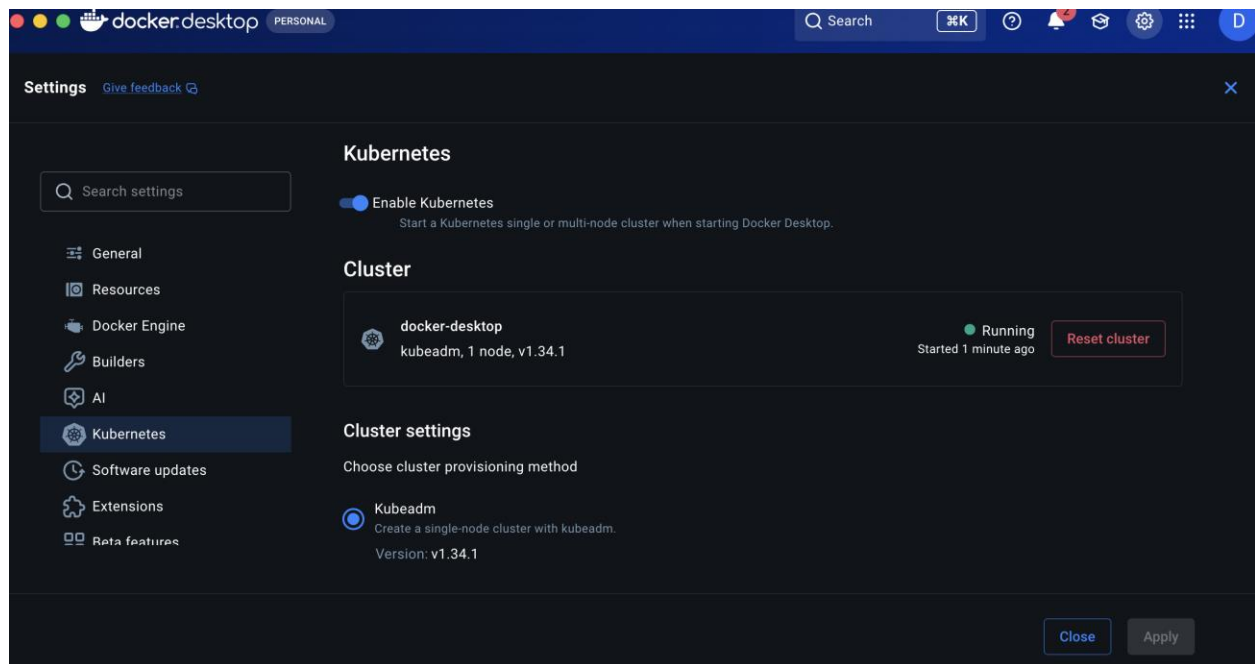 docker.desktop PERSONAL
Search ⌘K 2 D
Settings Give feedback
Search settings
General
Resources
Docker Engine
Builders
AI
Kubernetes
Software updates
Extensions
Beta features
Kubernetes
Enable Kubernetes
Start a Kubernetes single or multi-node cluster when starting Docker Desktop.
Cluster
docker-desktop
kubeadm, 1 node, v1.34.1
Running
Started 1 minute ago
Reset cluster
Cluster settings
Choose cluster provisioning method
Kubeadm
Create a single-node cluster with kubeadm.
Version: v1.34.1
Close Apply